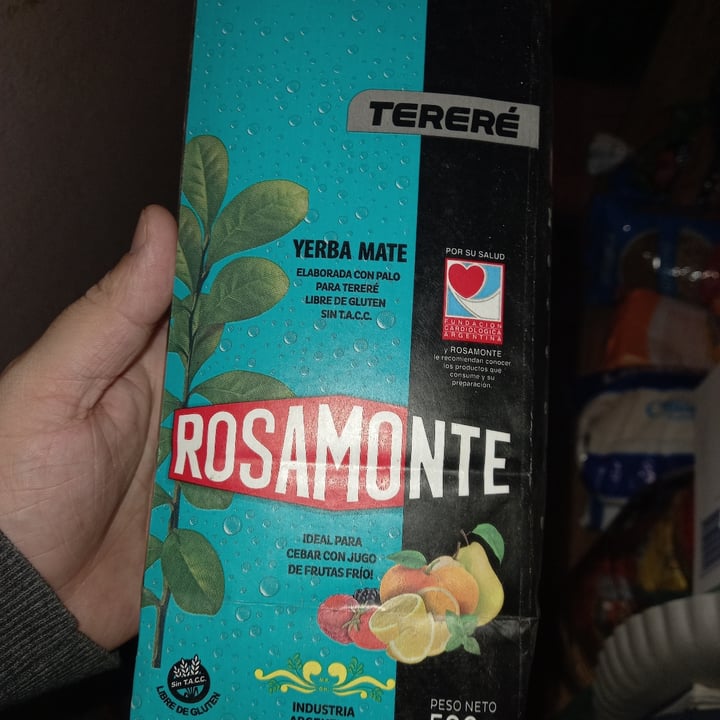 TERERÉ
YERBA MATE
ELABORADA CON PALO
PARA TERERÉ
LIBRE DE GLUTEN
SIN T.A.C.C.
POR SU SALUD
FUNDACION
CARDIOLOGICA
ARGENTINA
y ROSAMONTE
le recomiendan conocer
los productos que
consume y su
preparación.
ROSAMONTE
IDEAL PARA
CEBAR CON JUGO
DE FRUTAS FRÍO!
Sin T.A.C.C.
LIBRE DE GLUTEN
INDUSTRIA
PESO NETO